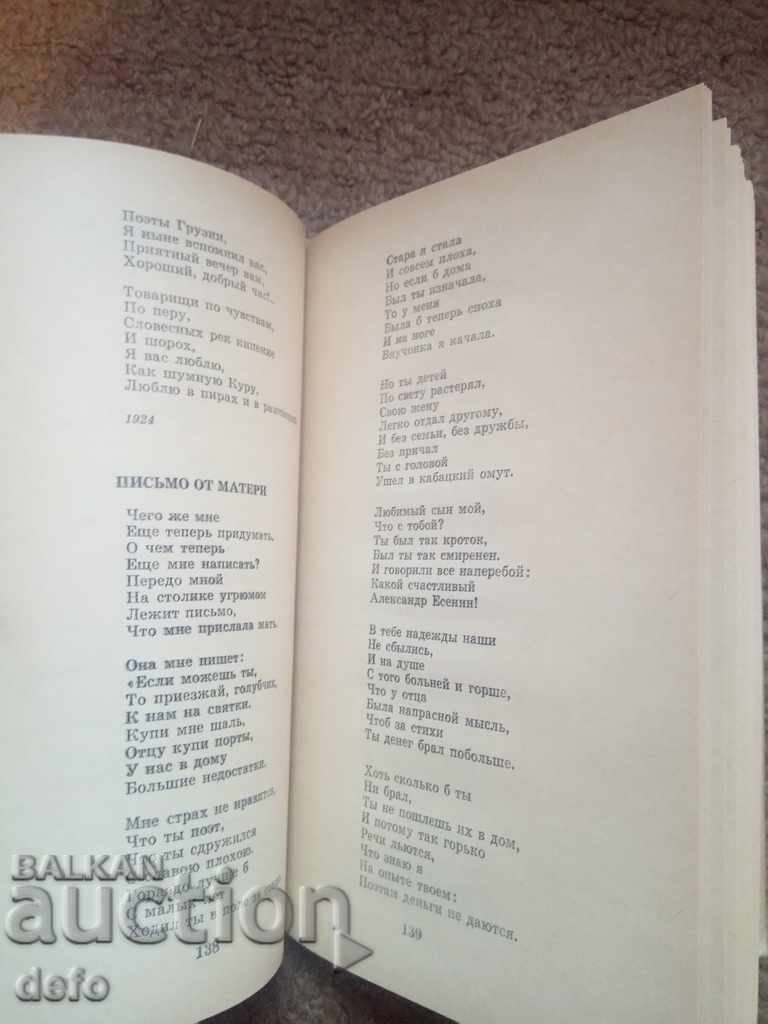 Поэты Грузии,
Я ныне вспомнил вас,
Приятный вечер вам,
Хороший, добрый час!
Товарищи по чувствам,
По перу,
Словесных рек кипение
И шорох,
Я вас люблю,
Как шумную Куру,
Люблю в пирах и в разговорах.
1924
ПИСЬМО ОТ МАТЕРИ
Чего же мне
Еще теперь придумать,
О чем теперь
Еще мне написать?
Передо мной
На столике угрюмом
Лежит письмо,
Что мне прислала мать.
Она мне пишет:
«Если можешь ты,
То приезжай, голубчик,
К нам на святки.
Купи мне шаль,
Отцу купи порты,
У нас в дому
Большие недостатки.
Мне страх не нравится,
Что ты поэт,
Что ты сдружился
С славою плохою.
Гораздо лучше б
С малых лет
Ходил ты в поле
138
Стара я стала
И совсем плоха,
Но если б дома
Был ты изначала,
То у меня
Была б теперь сноха
И на ноге
Внучонка я качала.
Но ты детей
По свету растерял,
Свою жену
Легко отдал другому,
И без семьи, без дружбы,
Без причал
Ты с головой
Ушел в кабацкий омут.
Любимый сын мой,
Что с тобой?
Ты был так кроток,
Был ты так смиренен.
И говорили все наперебой:
Какой счастливый
Александр Есенин!
В тебе надежды наши
Не сбылись,
И на душе
С того больней и горше,
Что у отца
Была напрасной мысль,
Чтоб за стихи
Ты денег брал побольше.
Хоть сколько б ты
Ни брал,
Ты не пошлешь их в дом,
И потому так горько
Речи льются,
Что знаю я
На опыте твоем:
Поэтам деньги не даются.
139
BALKAN
auction
defo